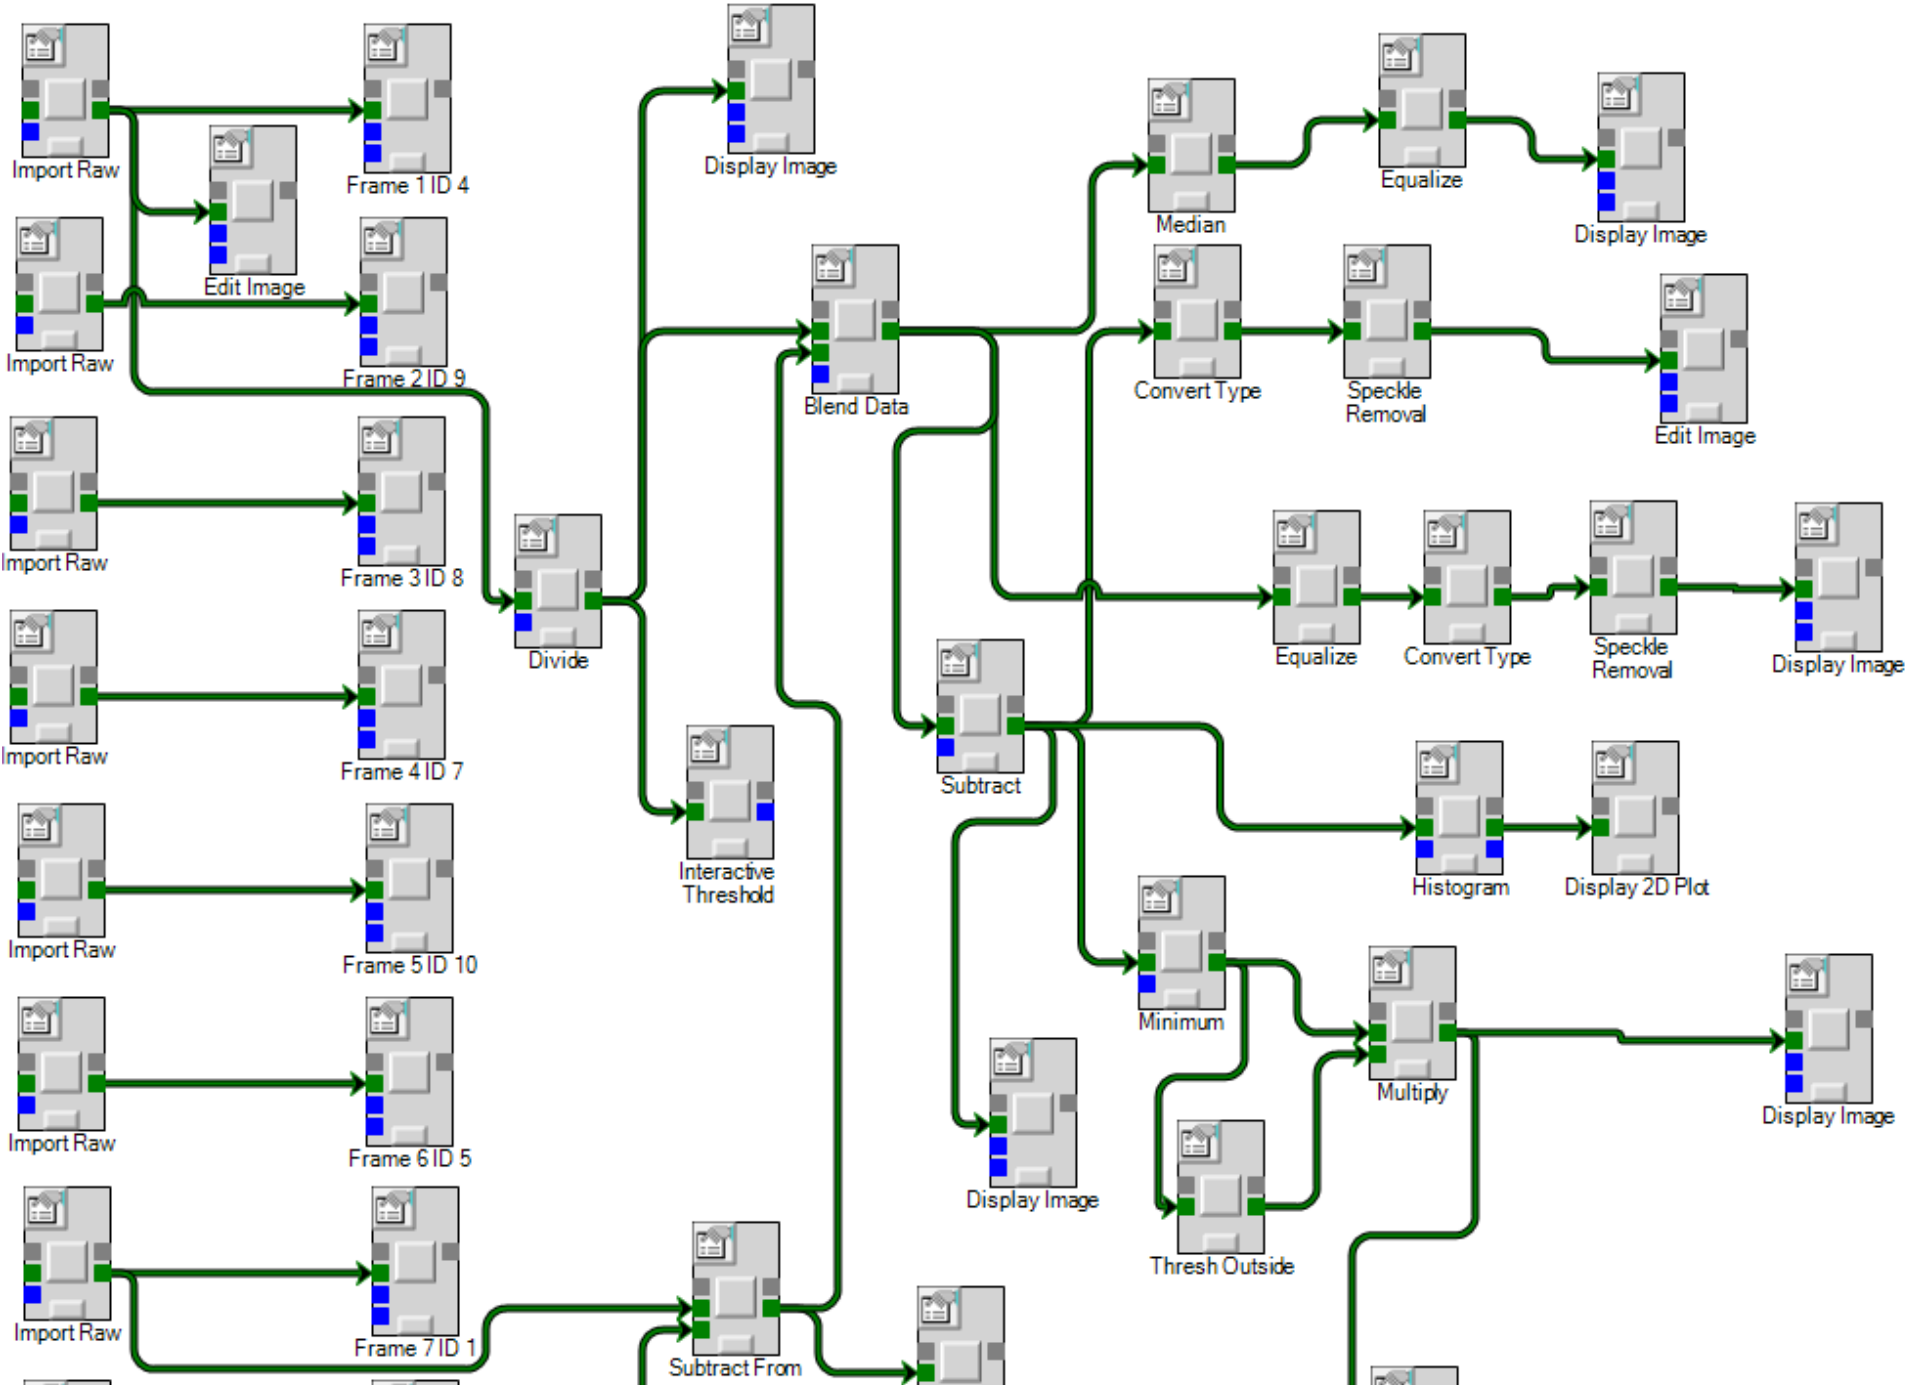 Import Raw
Frame 1 ID 4
Display Image
Edit Image
Median
Equalize
Display Image
Import Raw
Frame 2 ID 9
Blend Data
Convert Type
Speckle
Removal
Edit Image
Import Raw
Frame 3 ID 8
Divide
Equalize
Convert Type
Speckle
Removal
Display Image
Import Raw
Frame 4 ID 7
Subtract
Interactive
Threshold
Histogram
Display 2D Plot
Import Raw
Frame 5 ID 10
Minimum
Multiply
Display Image
Import Raw
Frame 6 ID 5
Display Image
Thresh Outside
Import Raw
Frame 7 ID 1
Subtract From